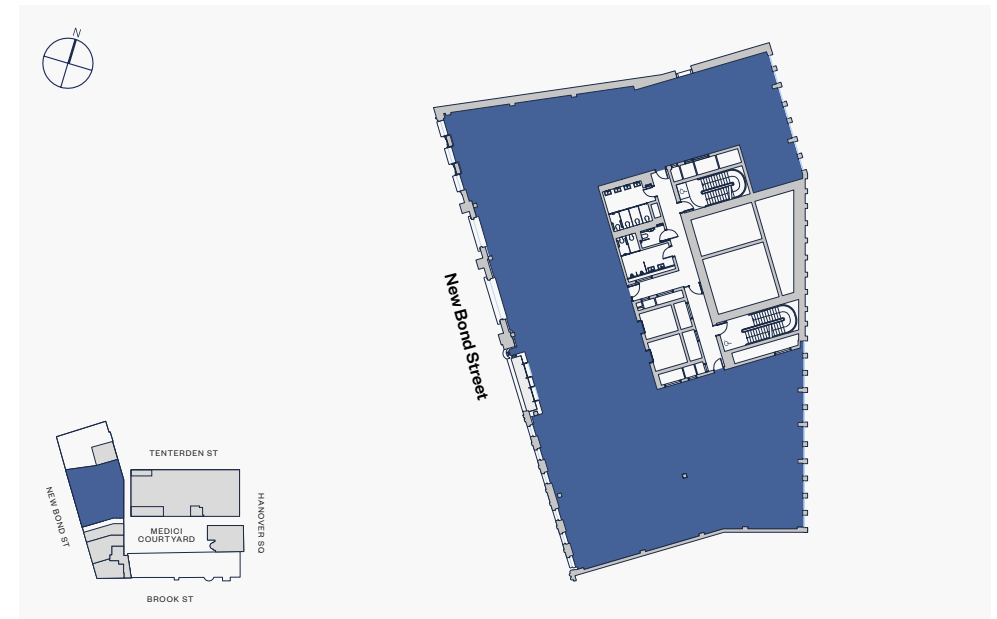 N
New Bond Street
TENTERDEN ST
NEW BOND ST
HANOVER SQ
MEDICI
COURTYARD
BROOK ST